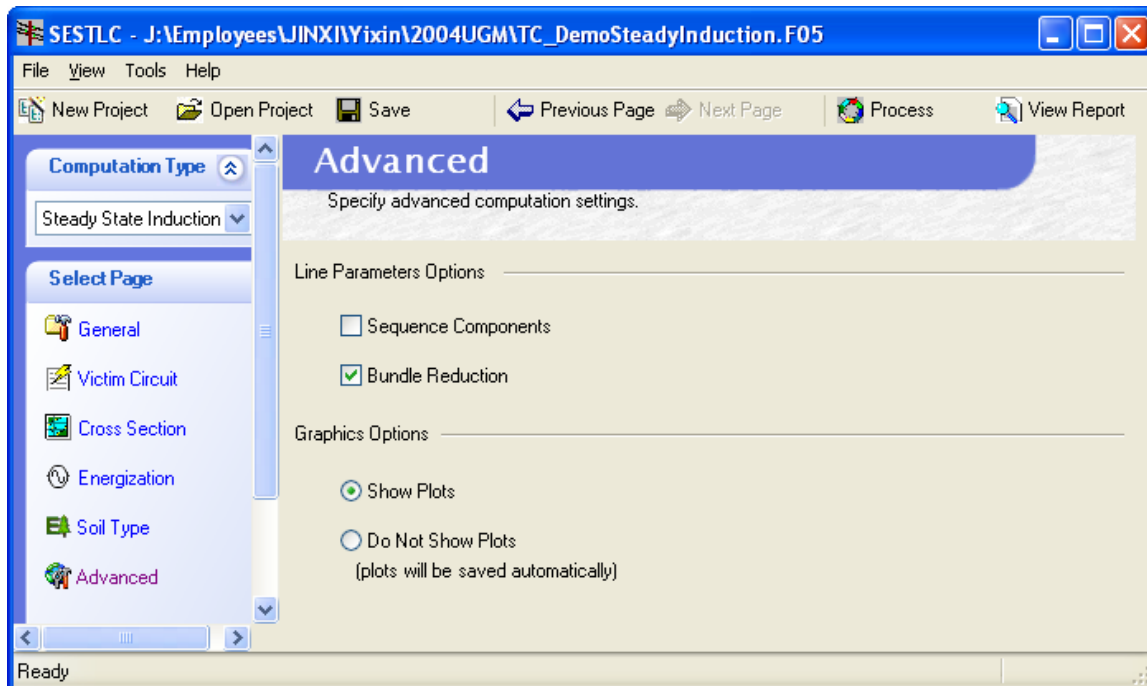 SESTLC - J:\Employees\JINXI\Yixin\2004UGM\TC_DemoSteadyInduction.F05
File View Tools Help
New Project Open Project Save Previous Page Next Page Process View Report
Computation Type
Steady State Induction
Select Page
General
Victim Circuit
Cross Section
Energization
Soil Type
Advanced
Advanced
Specify advanced computation settings.
Line Parameters Options
Sequence Components
Bundle Reduction
Graphics Options
Show Plots
Do Not Show Plots
(plots will be saved automatically)
Ready